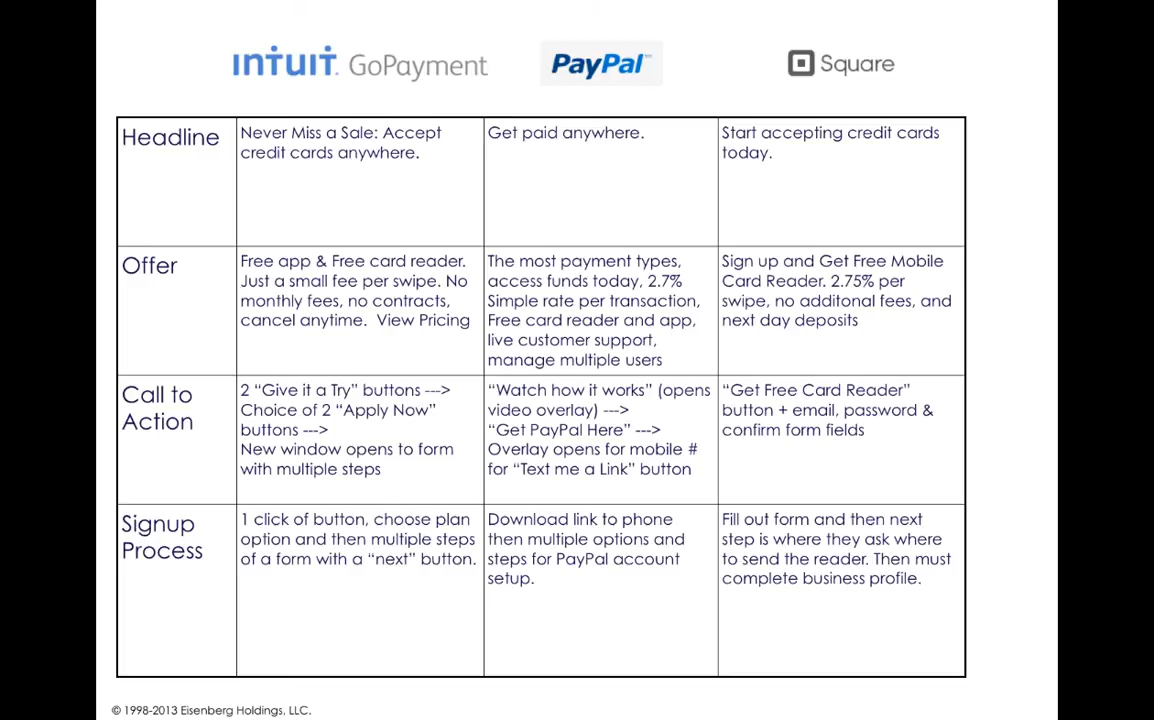 intuit GoPayment
PayPal™
Square
Headline
Never Miss a Sale: Accept
credit cards anywhere.
Get paid anywhere.
Start accepting credit cards
today.
Offer
Free app & Free card reader.
Just a small fee per swipe. No
monthly fees, no contracts,
cancel anytime.  View Pricing
The most payment types,
access funds today, 2.7%
Simple rate per transaction,
Free card reader and app,
live customer support,
manage multiple users
Sign up and Get Free Mobile
Card Reader. 2.75% per
swipe, no additonal fees, and
next day deposits
Call to
Action
2 “Give it a Try” buttons --->
Choice of 2 “Apply Now”
buttons --->
New window opens to form
with multiple steps
“Watch how it works” (opens
video overlay) --->
“Get PayPal Here” --->
Overlay opens for mobile #
for “Text me a Link” button
“Get Free Card Reader”
button + email, password &
confirm form fields
Signup
Process
1 click of button, choose plan
option and then multiple steps
of a form with a “next” button.
Download link to phone
then multiple options and
steps for PayPal account
setup.
Fill out form and then next
step is where they ask where
to send the reader. Then must
complete business profile.
© 1998-2013 Eisenberg Holdings, LLC.